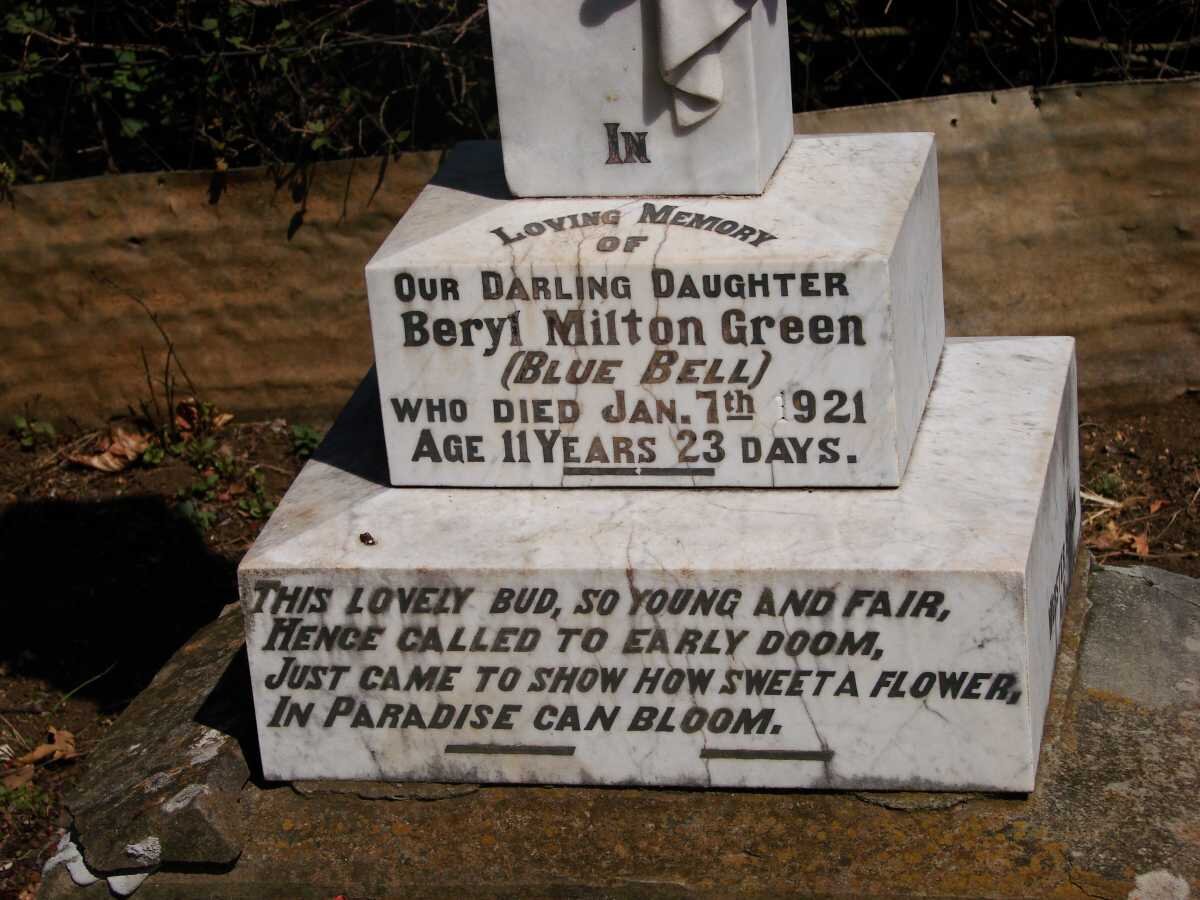 IN
LOVING MEMORY
OF
OUR DARLING DAUGHTER
Beryl Milton Green
(BLUE BELL)
WHO DIED JAN. 7th 1921
AGE 11 YEARS 23 DAYS.
THIS LOVELY BUD, SO YOUNG AND FAIR,
HENCE CALLED TO EARLY DOOM,
JUST CAME TO SHOW HOW SWEET A FLOWER,
IN PARADISE CAN BLOOM.